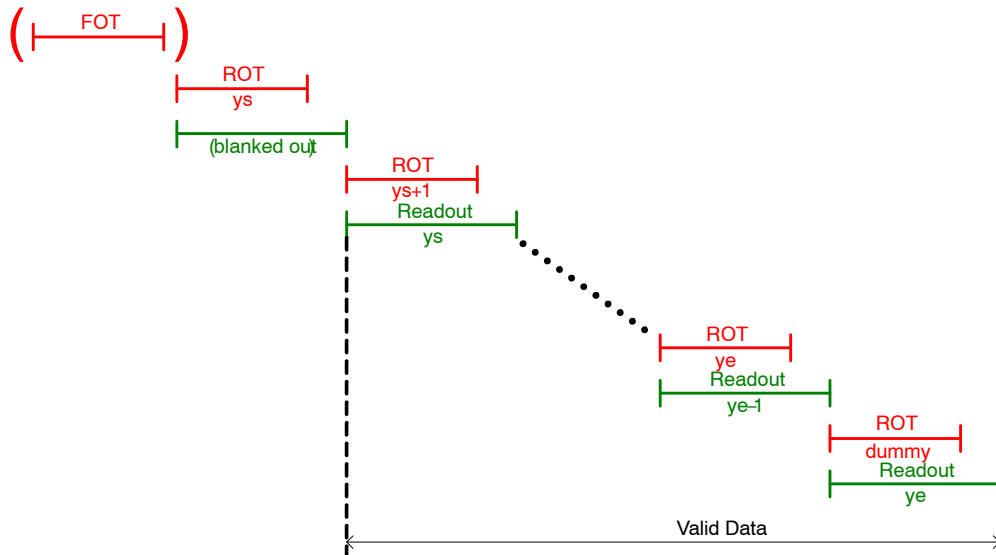 ( FOT )
ROT
ys
(blanked out)
ROT
ys+1
Readout
ys
ROT
ye
Readout
ye–1
ROT
dummy
Readout
ye
Valid Data